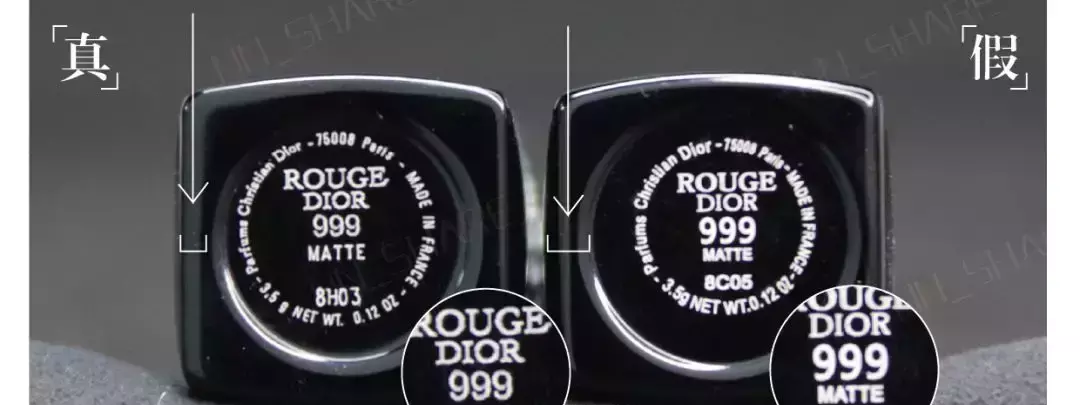 真
假
Parfums Christian Dior - 75008 Paris - MADE IN FRANCE -
ROUGE
DIOR
999
MATTE
8H03
3.5 g NET WT. 0.12 OZ -
Parfums Christian Dior - 75008 Paris - MADE IN FRANCE -
ROUGE
DIOR
999
MATTE
8C05
3.5g NET WT.0.12 OZ -
ROUGE
DIOR
999
ROUGE
DIOR
999
MATTE